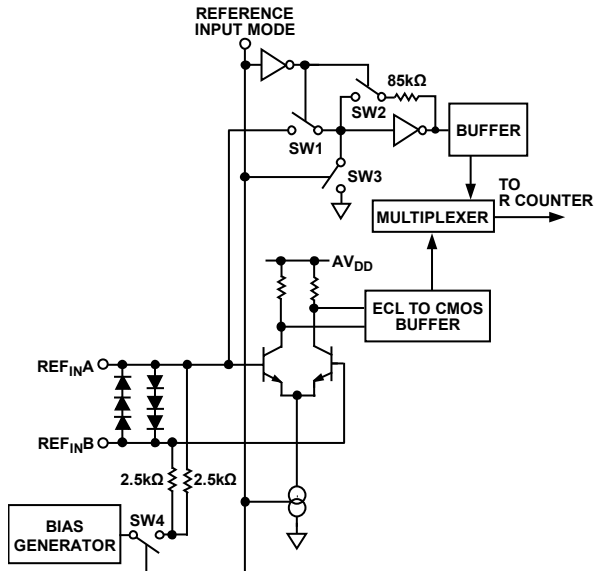 REFERENCE
INPUT MODE
85kΩ
SW2
BUFFER
SW1
SW3
TO
R COUNTER
MULTIPLEXER
AVDD
ECL TO CMOS
BUFFER
REFINA
REFINB
2.5kΩ
2.5kΩ
BIAS
GENERATOR
SW4